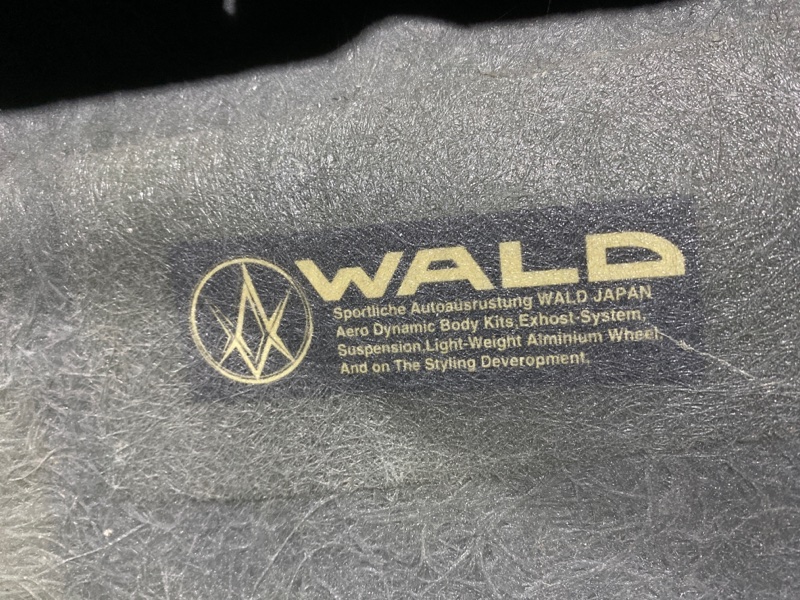 WALD
Sportliche Autoausrustung WALD JAPAN
Aero Dynamic Body Kits,Exhost-System,
Suspension,Light-Weight Alminium Wheel,
And on The Styling Deveropment.